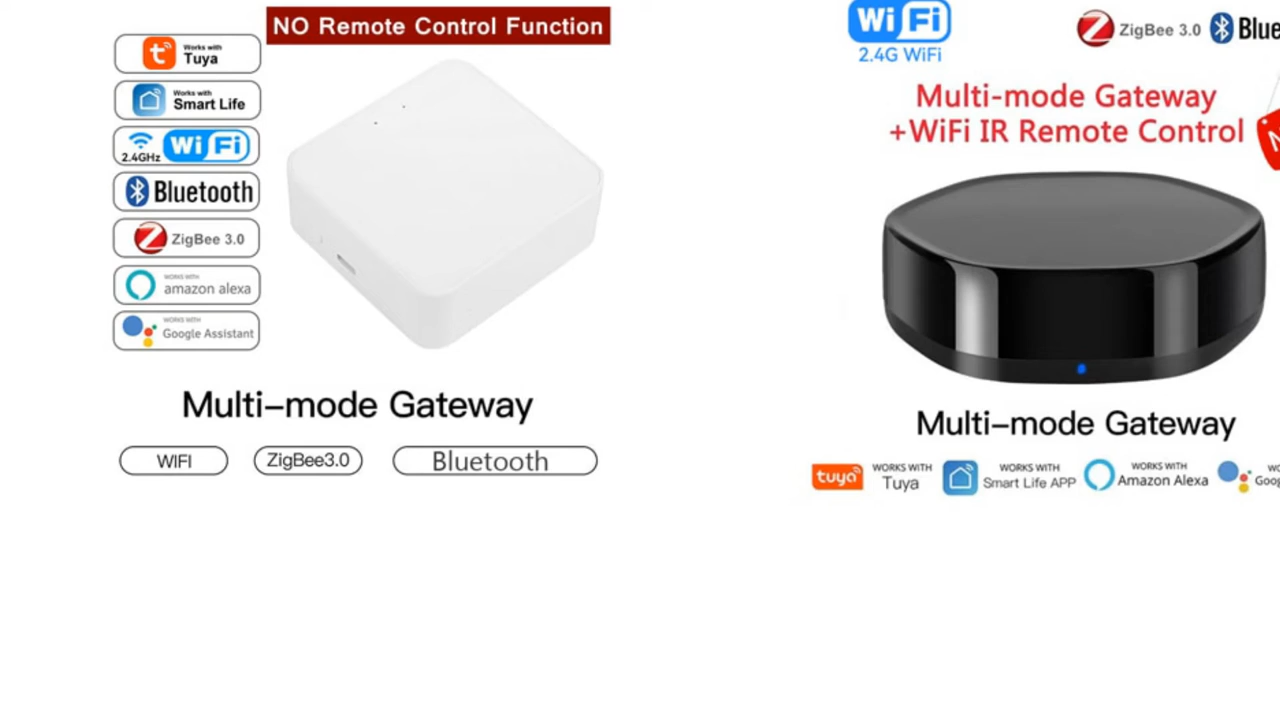 NO Remote Control Function
Works with
Tuya
Works with
Smart Life
2.4GHz WiFi
Bluetooth
ZigBee 3.0
WORKS WITH
amazon alexa
WORKS WITH
Google Assistant
Multi-mode Gateway
WIFI ZigBee3.0 Bluetooth
WiFi
2.4G WiFi
ZigBee 3.0
Multi-mode Gateway
+WiFi IR Remote Control
Multi-mode Gateway
tuya WORKS WITH
Tuya
WORKS WITH
Smart Life APP
WORKS WITH
Amazon Alexa